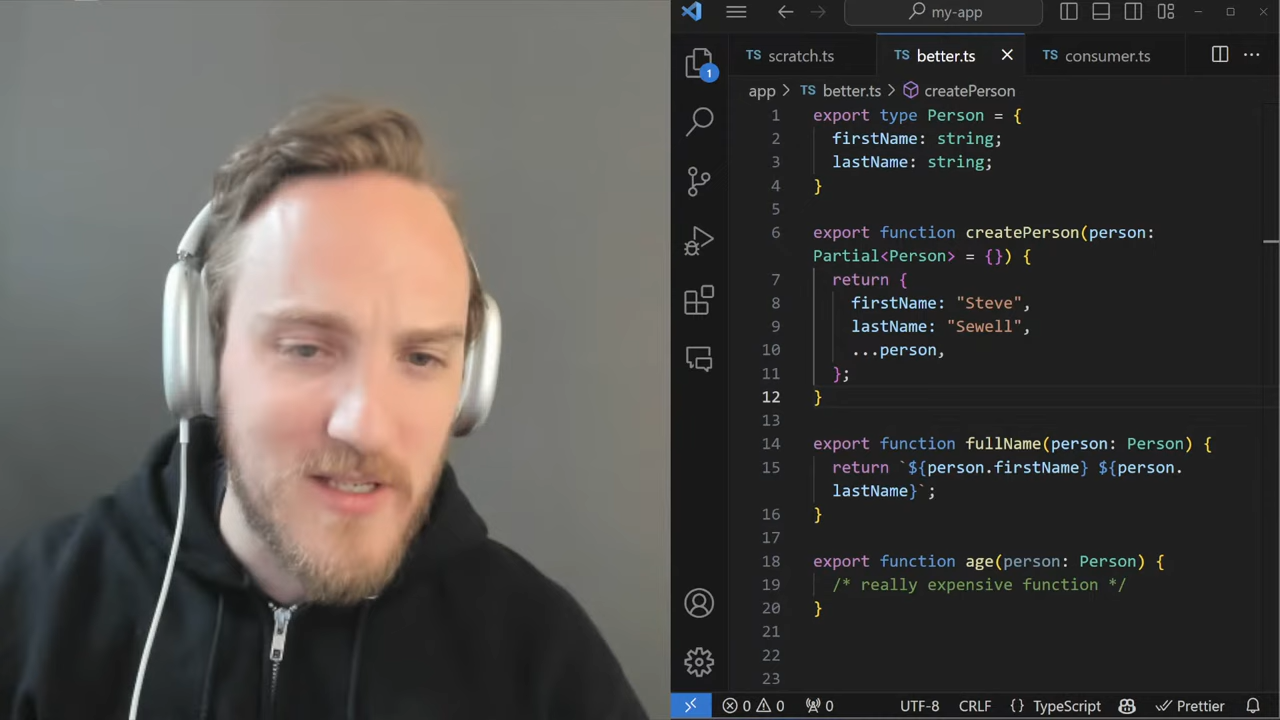 my-app
TS scratch.ts
TS better.ts
TS consumer.ts
1
app > TS better.ts > createPerson
1 export type Person = {
2 firstName: string;
3 lastName: string;
4 }
5
6 export function createPerson(person:
Partial<Person> = {}) {
7 return {
8 firstName: "Steve",
9 lastName: "Sewell",
10 ...person,
11 };
12 }
13
14 export function fullName(person: Person) {
15 return `${person.firstName} ${person.
lastName}`;
16 }
17
18 export function age(person: Person) {
19 /* really expensive function */
20 }
21
22
23
0 0 0 UTF-8 CRLF {} TypeScript Prettier